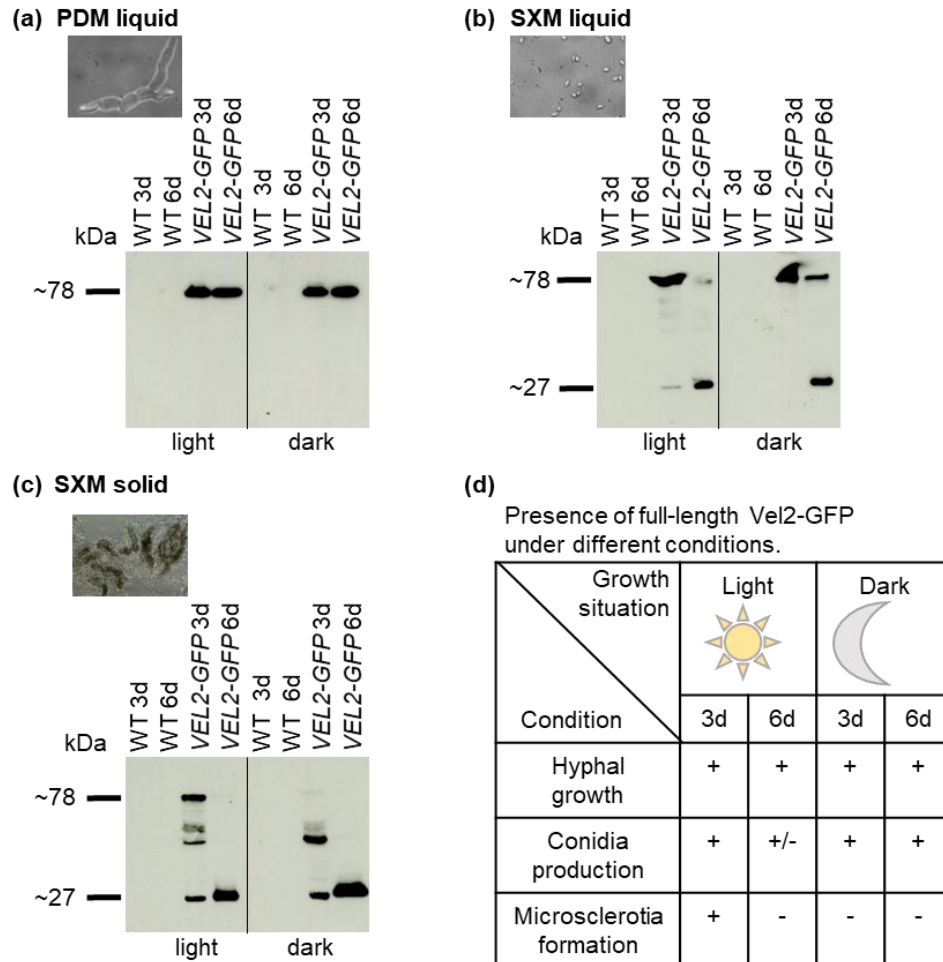 (a) PDM liquid
WT 3d
WT 6d
VEL2-GFP 3d
VEL2-GFP 6d
WT 3d
WT 6d
VEL2-GFP 3d
VEL2-GFP 6d
kDa
~78
~27
light dark
(b) SXM liquid
WT 3d
WT 6d
VEL2-GFP 3d
VEL2-GFP 6d
WT 3d
WT 6d
VEL2-GFP 3d
VEL2-GFP 6d
kDa
~78
~27
light dark
(c) SXM solid
WT 3d
WT 6d
VEL2-GFP 3d
VEL2-GFP 6d
WT 3d
WT 6d
VEL2-GFP 3d
VEL2-GFP 6d
kDa
~78
~27
light dark
(d)
Presence of full-length Vel2-GFP
under different conditions.
Growth
situation
Condition
Light Dark
3d 6d 3d 6d
Hyphal
growth
+ + + +
Conidia
production
+ +/- + +
Microsclerotia
formation
+ - - -